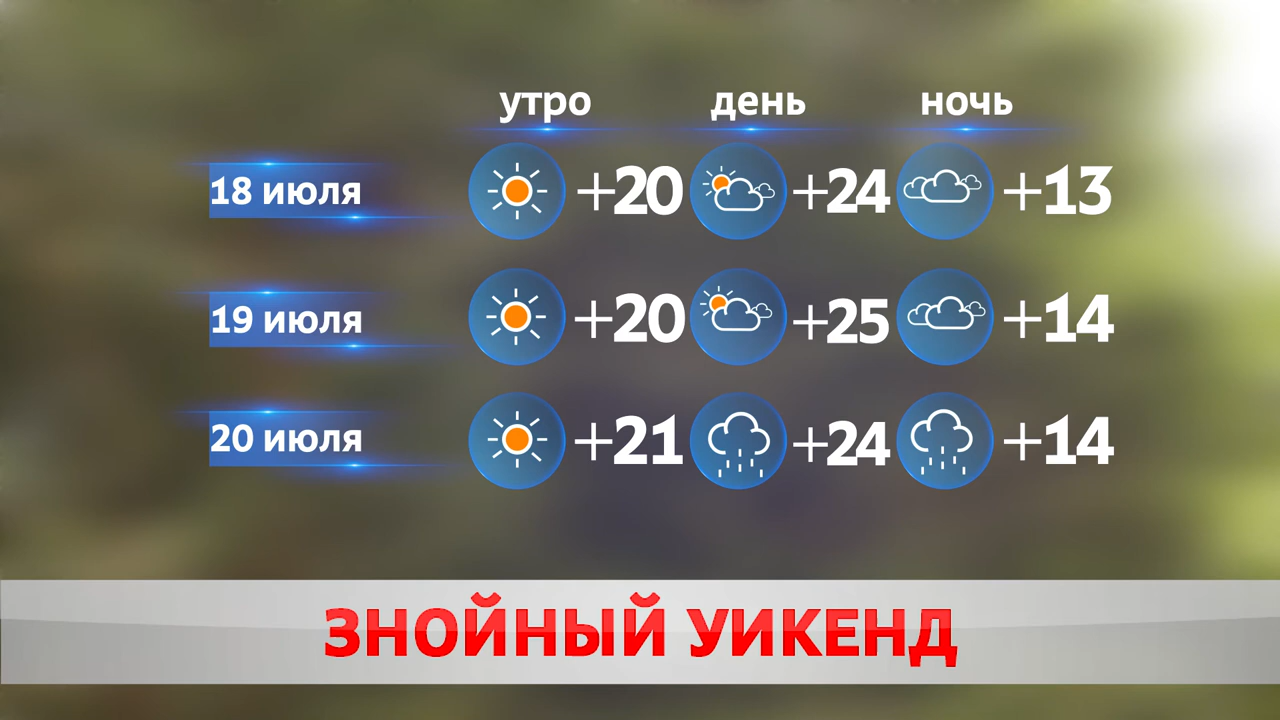 утро день ночь
18 июля +20 +24 +13
19 июля +20 +25 +14
20 июля +21 +24 +14
ЗНОЙНЫЙ УИКЕНД